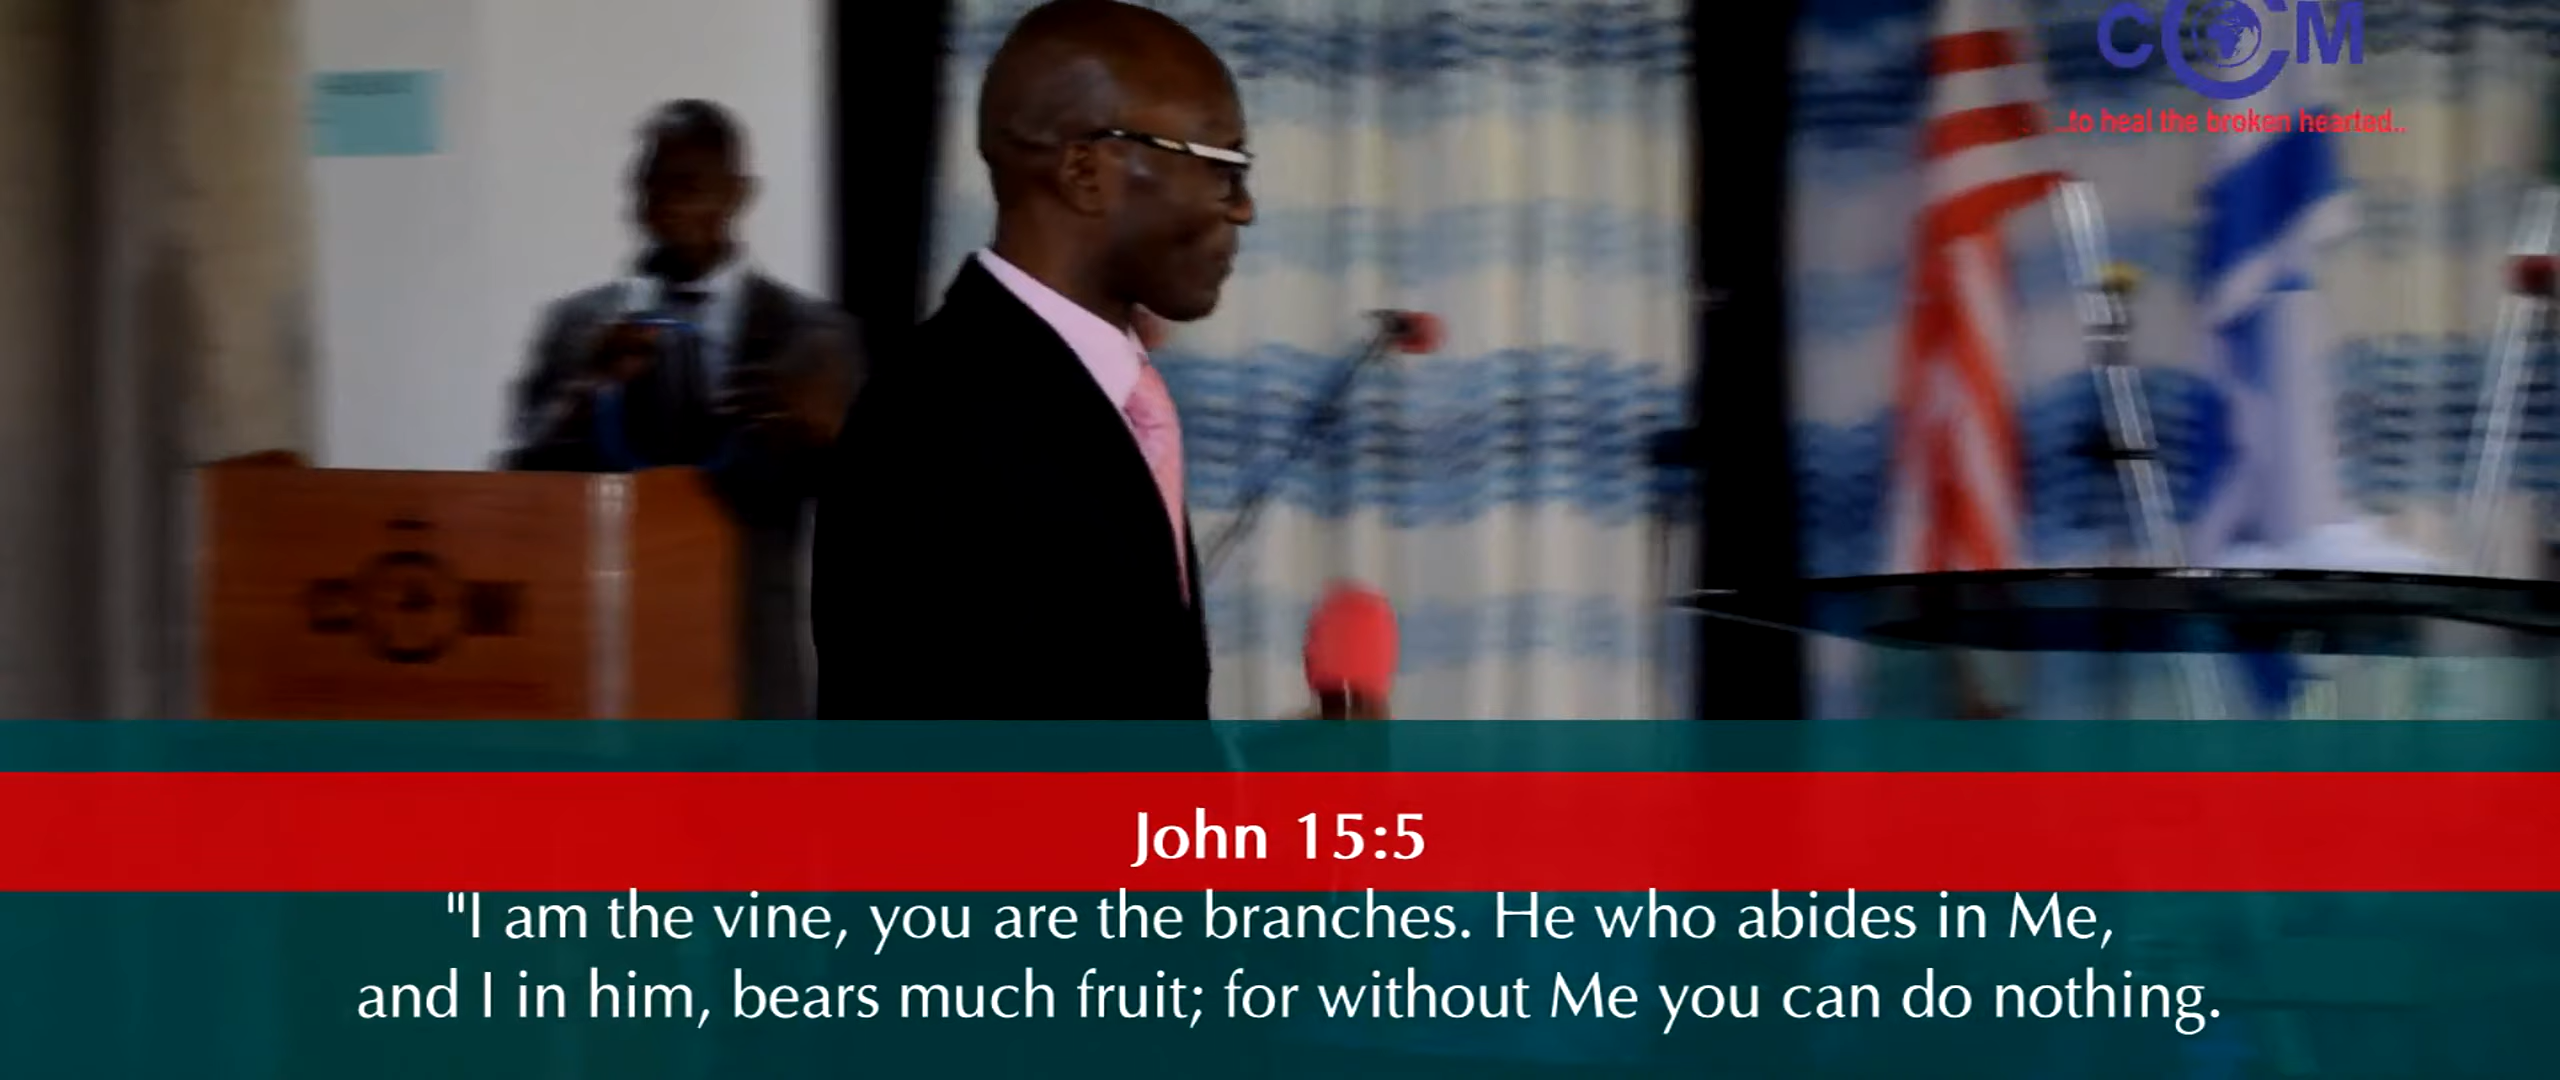 CCM
...to heal the broken hearted..
John 15:5
"I am the vine, you are the branches. He who abides in Me,
and I in him, bears much fruit; for without Me you can do nothing.